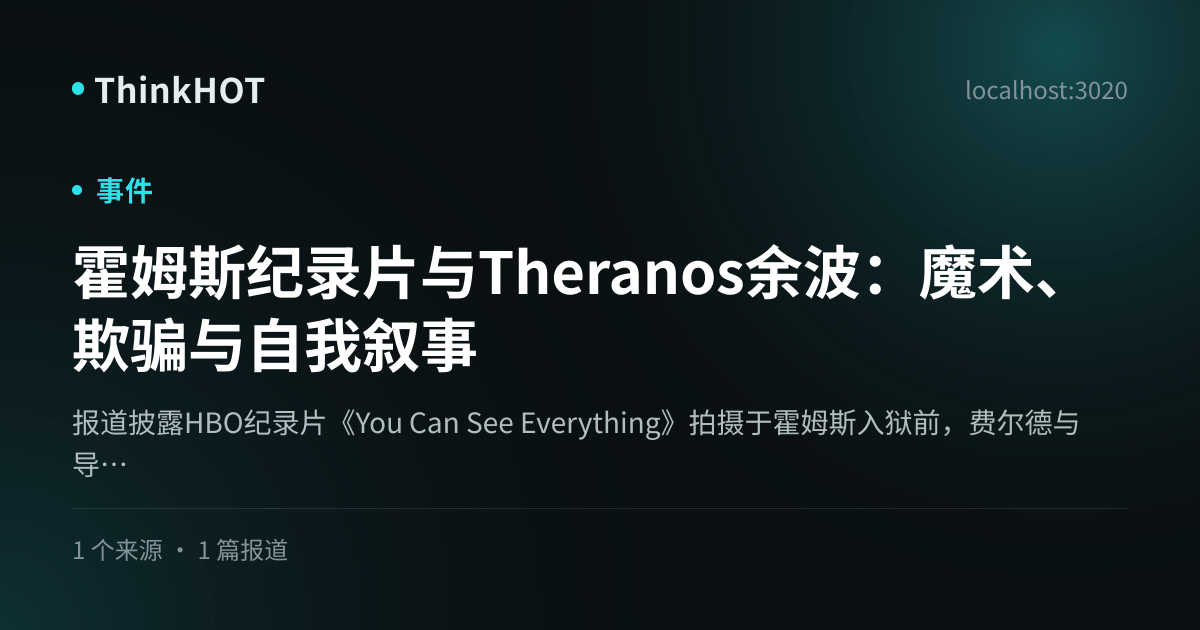 ThinkHOT
localhost:3020
事件
霍姆斯纪录片与Theranos余波：魔术、
欺骗与自我叙事
报道披露HBO纪录片《You Can See Everything》拍摄于霍姆斯入狱前，费尔德与
导…
1 个来源 · 1 篇报道